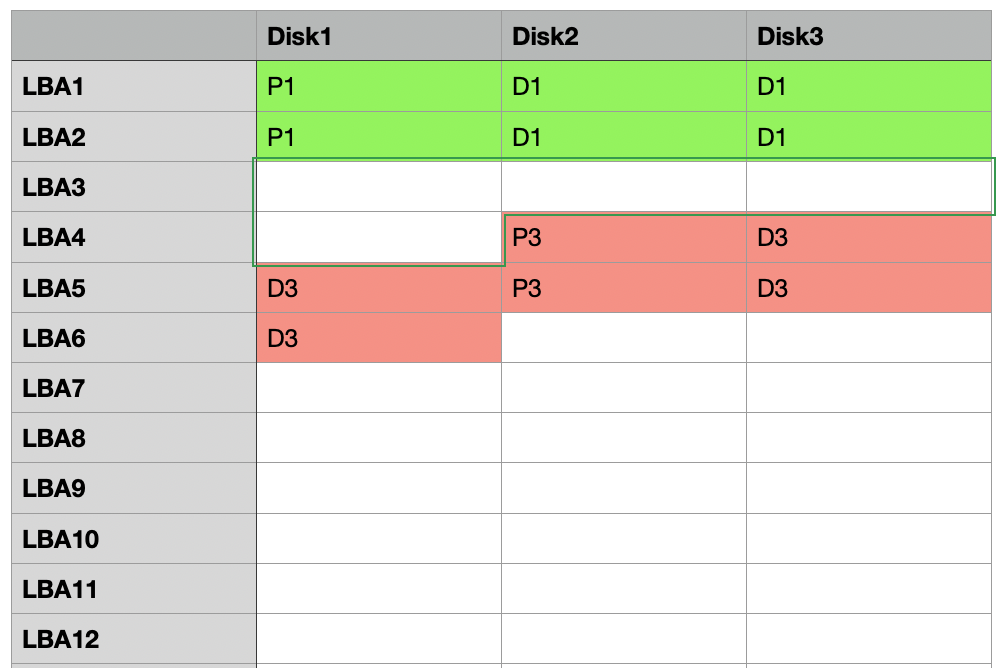 Disk1 Disk2 Disk3
LBA1 P1 D1 D1
LBA2 P1 D1 D1
LBA3
LBA4 P3 D3
LBA5 D3 P3 D3
LBA6 D3
LBA7
LBA8
LBA9
LBA10
LBA11
LBA12